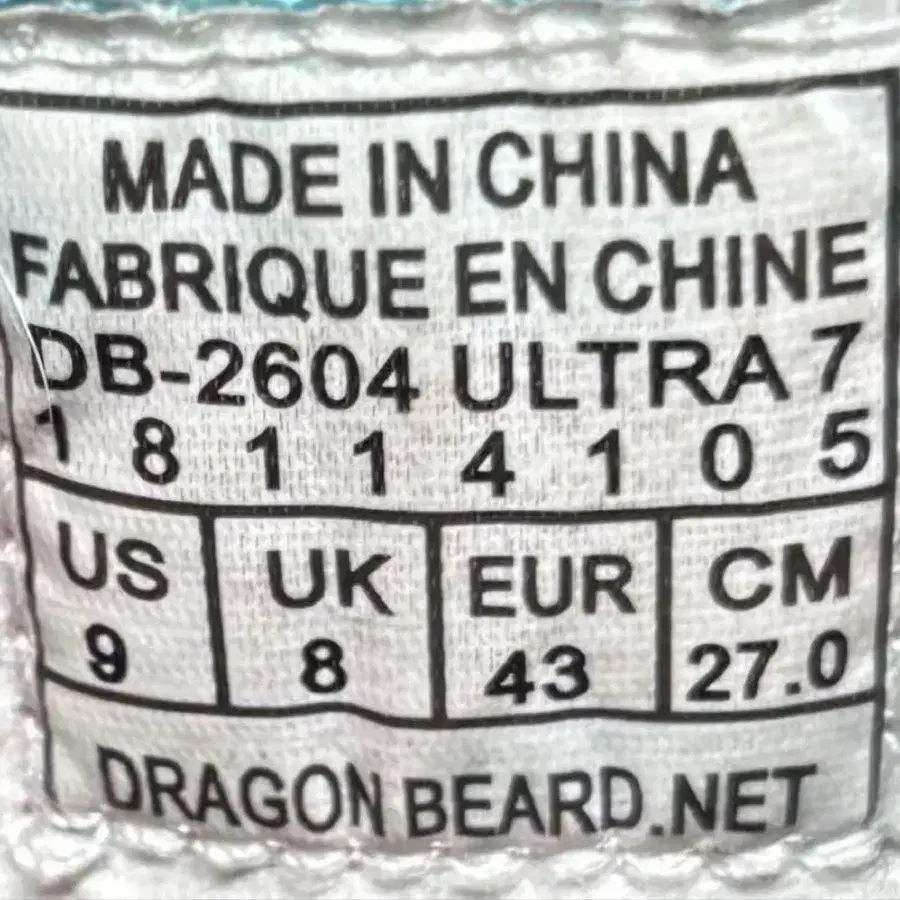 MADE IN CHINA
FABRIQUE EN CHINE
DB-2604 ULTRA 7
1 8 1 1 4 1 0 5
US UK EUR CM
9 8 43 27.0
DRAGON BEARD.NET